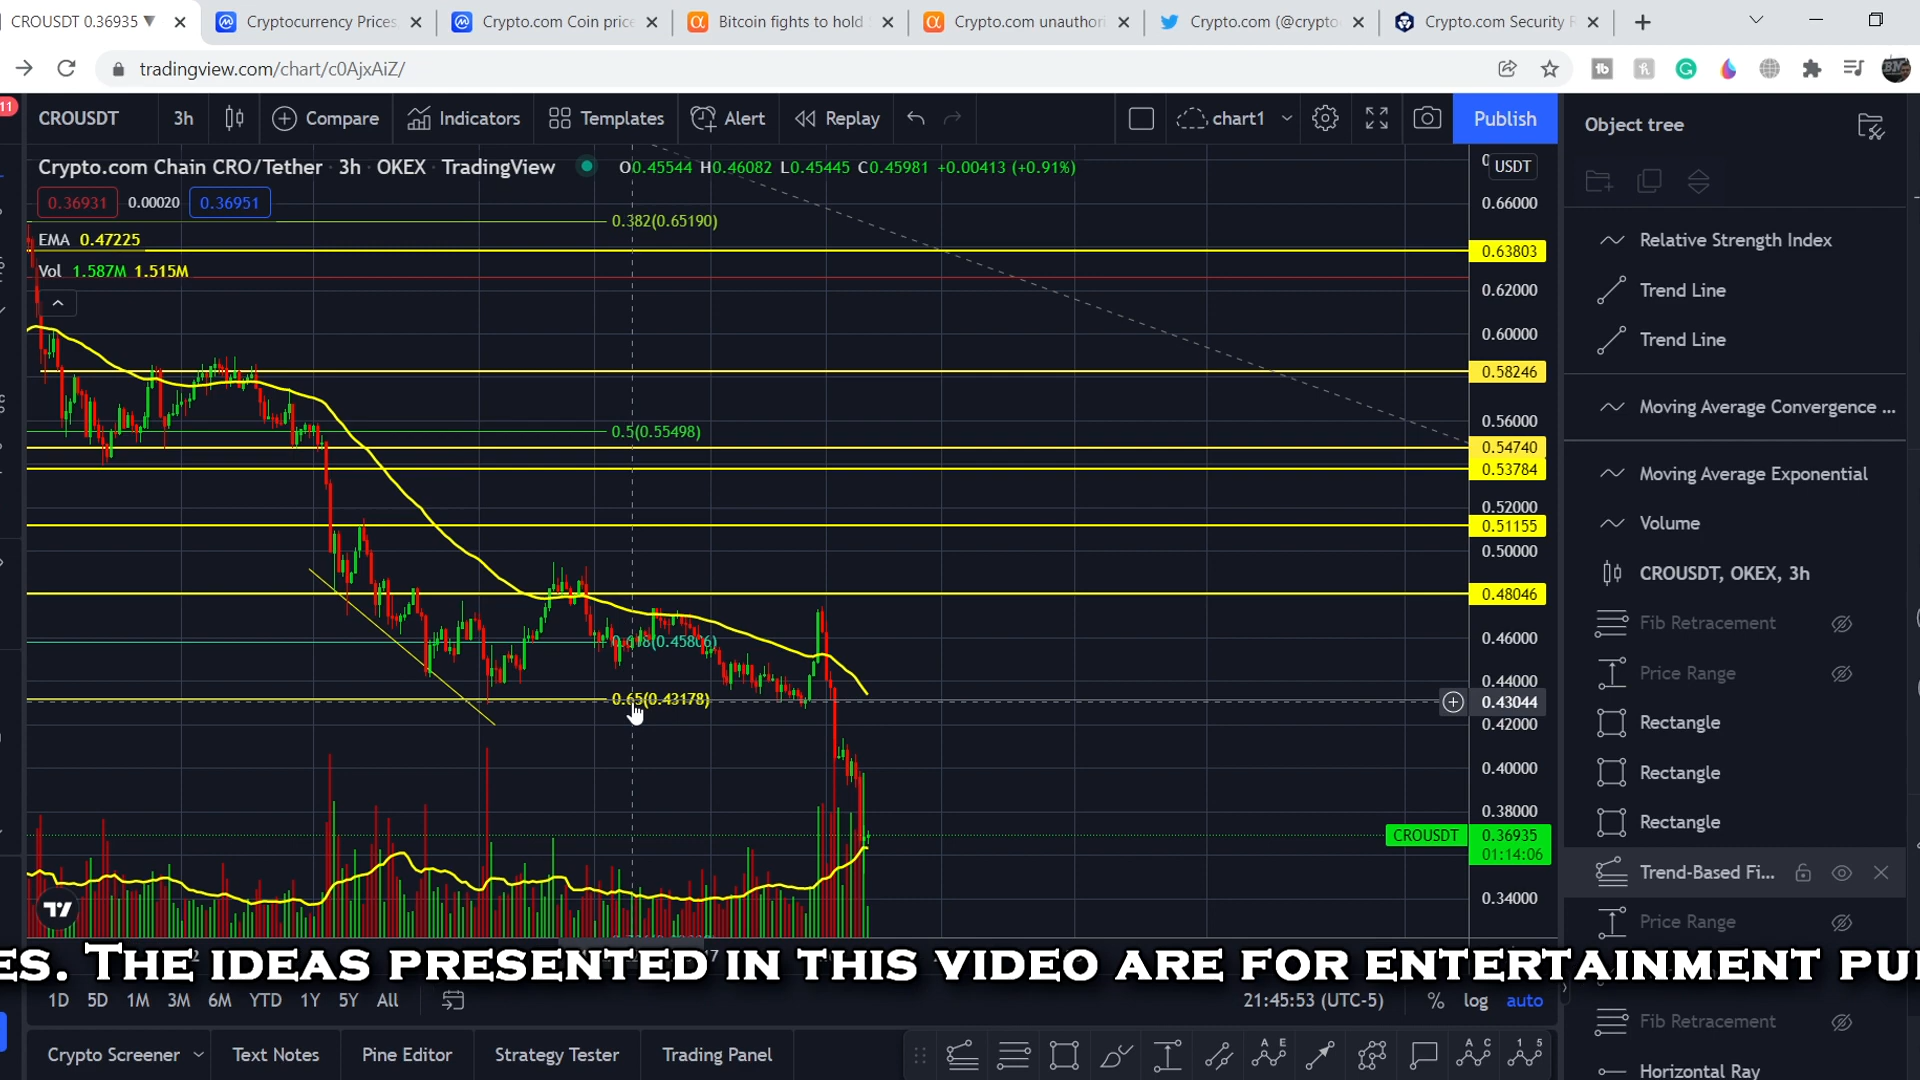 CROUSDT 0.36935 ▼
Cryptocurrency Prices,
Crypto.com Coin price
Bitcoin fights to hold
Crypto.com unauthori
Crypto.com (@crypto
Crypto.com Security
tradingview.com/chart/c0AjxAiZ/
11
CROUSDT
3h
Compare
Indicators
Templates
Alert
Replay
chart1
Publish
Object tree
Crypto.com Chain CRO/Tether · 3h · OKEX · TradingView
O0.45544 H0.46082 L0.45445 C0.45981 +0.00413 (+0.91%)
USDT
0.36931
0.00020
0.36951
EMA 0.47225
Vol 1.587M 1.515M
0.382(0.65190)
0.5(0.55498)
0.65(0.43178)
0.66000
0.63803
0.62000
0.60000
0.58246
0.56000
0.54740
0.53784
0.52000
0.51155
0.50000
0.48046
0.46000
0.44000
0.43044
0.42000
0.40000
0.38000
CROUSDT 0.36935
01:14:06
0.34000
Relative Strength Index
Trend Line
Trend Line
Moving Average Convergence ...
Moving Average Exponential
Volume
CROUSDT, OKEX, 3h
Fib Retracement
Price Range
Rectangle
Rectangle
Rectangle
Trend-Based Fi...
Price Range
Fib Retracement
Horizontal Ray
ES. THE IDEAS PRESENTED IN THIS VIDEO ARE FOR ENTERTAINMENT PU
1D 5D 1M 3M 6M YTD 1Y 5Y All
21:45:53 (UTC-5)
% log auto
Crypto Screener
Text Notes
Pine Editor
Strategy Tester
Trading Panel